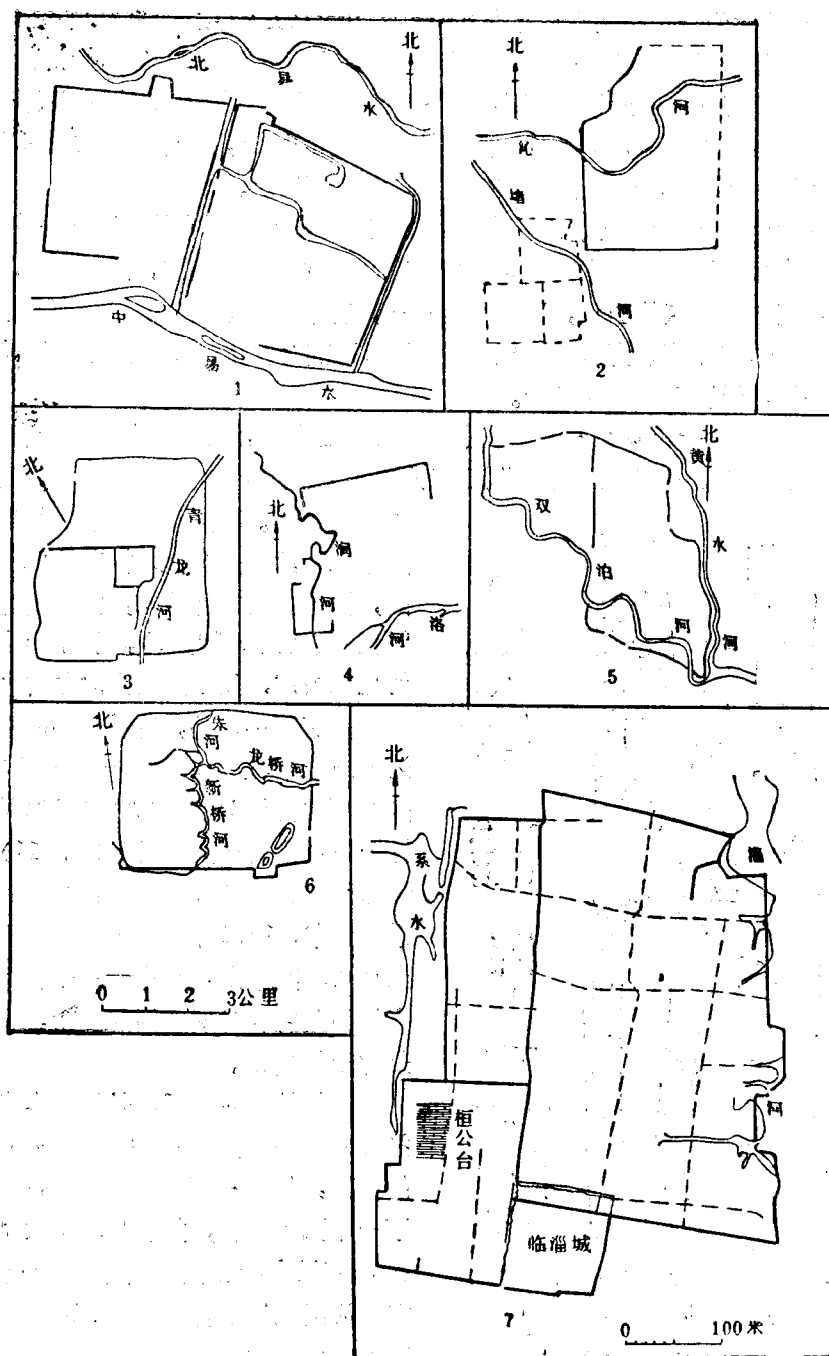 北
北易水
中易水
1
北
沁河
渚河
2
北
青龙河
3
北
涧河
洛河
4
北
黄水河
双洎河
5
北
朱河
龙桥河
新桥河
6
0 1 2 3公里
北
系水
淄河
桓公台
临淄城
7
0 100米